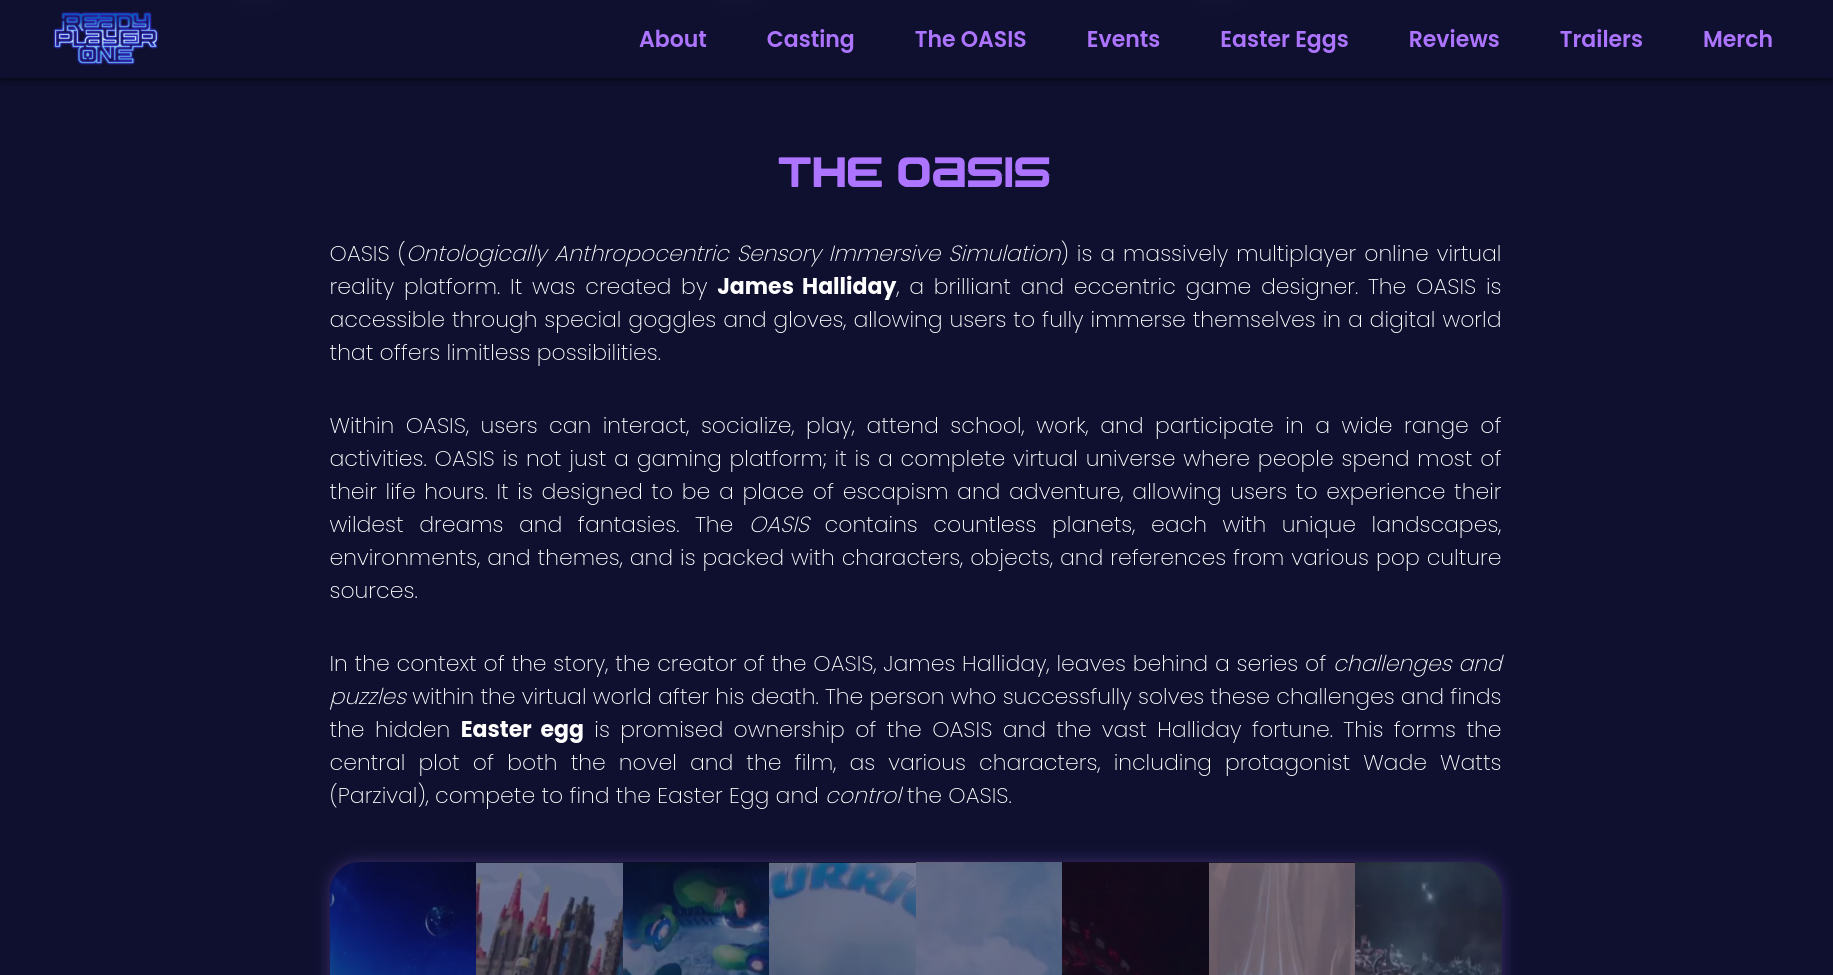 READY
PLAYER
ONE
About Casting The OASIS Events Easter Eggs Reviews Trailers Merch
THE OASIS
OASIS (Ontologically Anthropocentric Sensory Immersive Simulation) is a massively multiplayer online virtual
reality platform. It was created by James Halliday, a brilliant and eccentric game designer. The OASIS is
accessible through special goggles and gloves, allowing users to fully immerse themselves in a digital world
that offers limitless possibilities.
Within OASIS, users can interact, socialize, play, attend school, work, and participate in a wide range of
activities. OASIS is not just a gaming platform; it is a complete virtual universe where people spend most of
their life hours. It is designed to be a place of escapism and adventure, allowing users to experience their
wildest dreams and fantasies. The OASIS contains countless planets, each with unique landscapes,
environments, and themes, and is packed with characters, objects, and references from various pop culture
sources.
In the context of the story, the creator of the OASIS, James Halliday, leaves behind a series of challenges and
puzzles within the virtual world after his death. The person who successfully solves these challenges and finds
the hidden Easter egg is promised ownership of the OASIS and the vast Halliday fortune. This forms the
central plot of both the novel and the film, as various characters, including protagonist Wade Watts
(Parzival), compete to find the Easter Egg and control the OASIS.